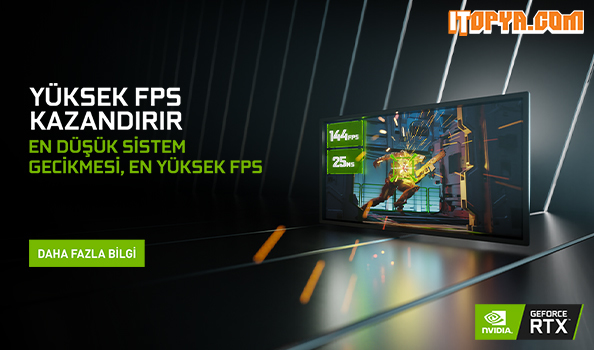 ITOPYA.COM
YÜKSEK FPS
KAZANDIRIR
EN DÜŞÜK SİSTEM
GECİKMESİ, EN YÜKSEK FPS
144FPS
25MS
DAHA FAZLA BİLGİ
NVIDIA.
GEFORCE
RTX